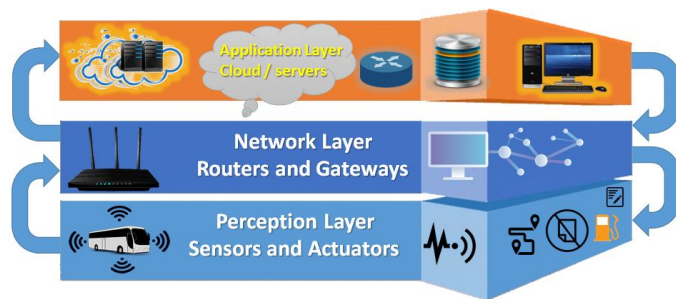 Application Layer
Cloud / servers
Network Layer
Routers and Gateways
Perception Layer
Sensors and Actuators